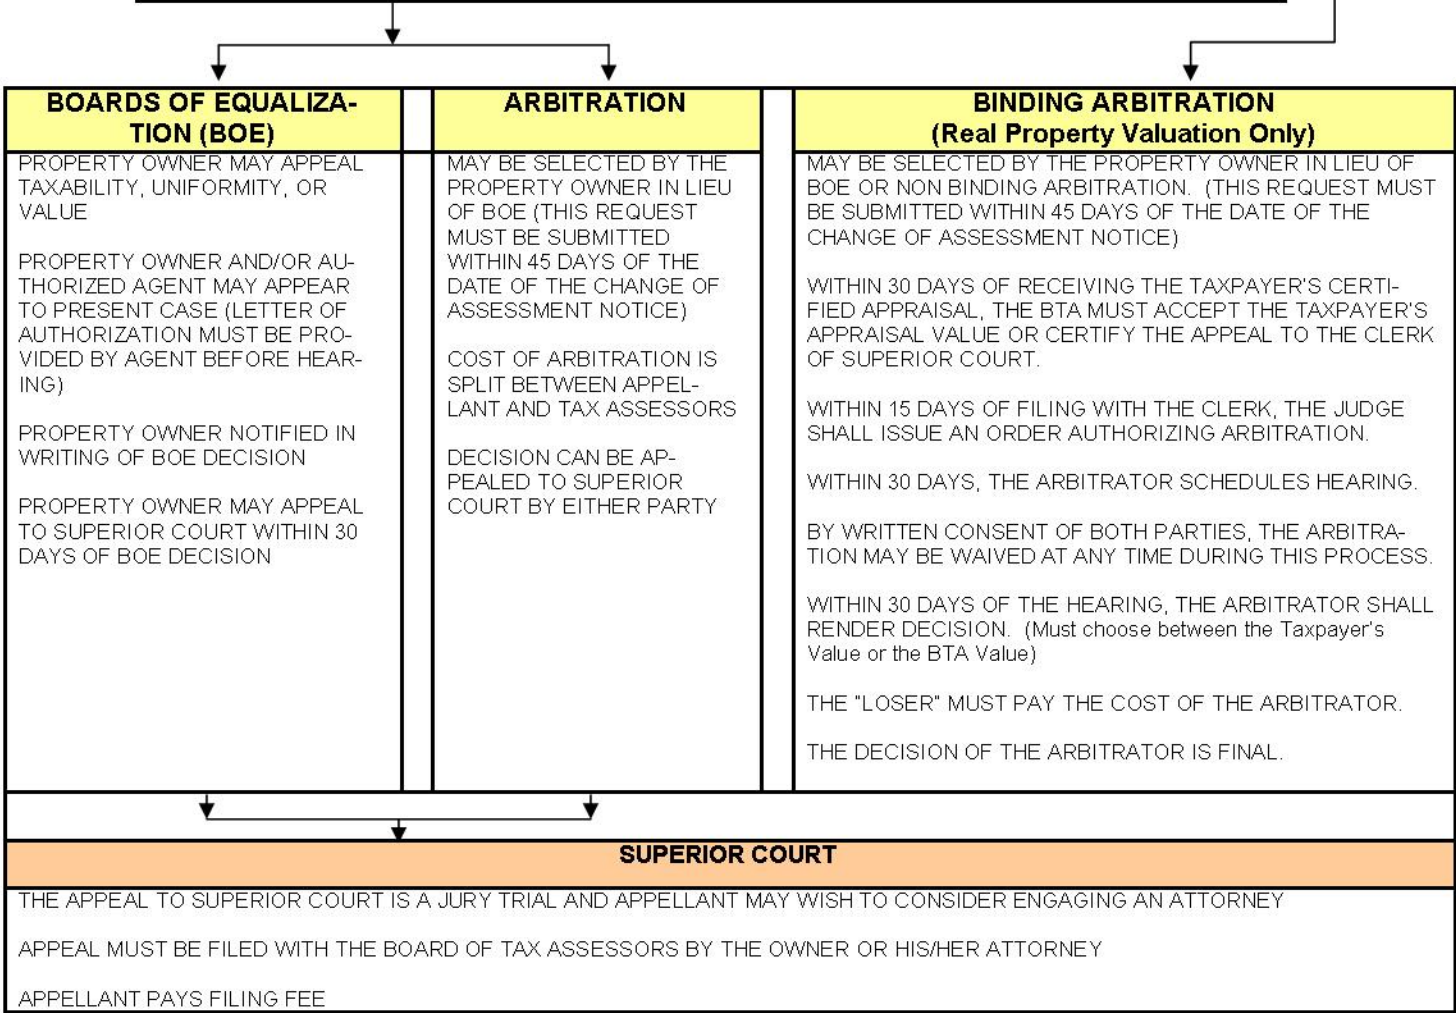 BOARDS OF EQUALIZA-
TION (BOE)
PROPERTY OWNER MAY APPEAL
TAXABILITY, UNIFORMITY, OR
VALUE
PROPERTY OWNER AND/OR AU-
THORIZED AGENT MAY APPEAR
TO PRESENT CASE (LETTER OF
AUTHORIZATION MUST BE PRO-
VIDED BY AGENT BEFORE HEAR-
ING)
PROPERTY OWNER NOTIFIED IN
WRITING OF BOE DECISION
PROPERTY OWNER MAY APPEAL
TO SUPERIOR COURT WITHIN 30
DAYS OF BOE DECISION
ARBITRATION
MAY BE SELECTED BY THE
PROPERTY OWNER IN LIEU
OF BOE (THIS REQUEST
MUST BE SUBMITTED
WITHIN 45 DAYS OF THE
DATE OF THE CHANGE OF
ASSESSMENT NOTICE)
COST OF ARBITRATION IS
SPLIT BETWEEN APPEL-
LANT AND TAX ASSESSORS
DECISION CAN BE AP-
PEALED TO SUPERIOR
COURT BY EITHER PARTY
BINDING ARBITRATION
(Real Property Valuation Only)
MAY BE SELECTED BY THE PROPERTY OWNER IN LIEU OF
BOE OR NON BINDING ARBITRATION. (THIS REQUEST MUST
BE SUBMITTED WITHIN 45 DAYS OF THE DATE OF THE
CHANGE OF ASSESSMENT NOTICE)
WITHIN 30 DAYS OF RECEIVING THE TAXPAYER'S CERTI-
FIED APPRAISAL, THE BTA MUST ACCEPT THE TAXPAYER'S
APPRAISAL VALUE OR CERTIFY THE APPEAL TO THE CLERK
OF SUPERIOR COURT.
WITHIN 15 DAYS OF FILING WITH THE CLERK, THE JUDGE
SHALL ISSUE AN ORDER AUTHORIZING ARBITRATION.
WITHIN 30 DAYS, THE ARBITRATOR SCHEDULES HEARING.
BY WRITTEN CONSENT OF BOTH PARTIES, THE ARBITRA-
TION MAY BE WAIVED AT ANY TIME DURING THIS PROCESS.
WITHIN 30 DAYS OF THE HEARING, THE ARBITRATOR SHALL
RENDER DECISION. (Must choose between the Taxpayer's
Value or the BTA Value)
THE "LOSER" MUST PAY THE COST OF THE ARBITRATOR.
THE DECISION OF THE ARBITRATOR IS FINAL.
SUPERIOR COURT
THE APPEAL TO SUPERIOR COURT IS A JURY TRIAL AND APPELLANT MAY WISH TO CONSIDER ENGAGING AN ATTORNEY
APPEAL MUST BE FILED WITH THE BOARD OF TAX ASSESSORS BY THE OWNER OR HIS/HER ATTORNEY
APPELLANT PAYS FILING FEE